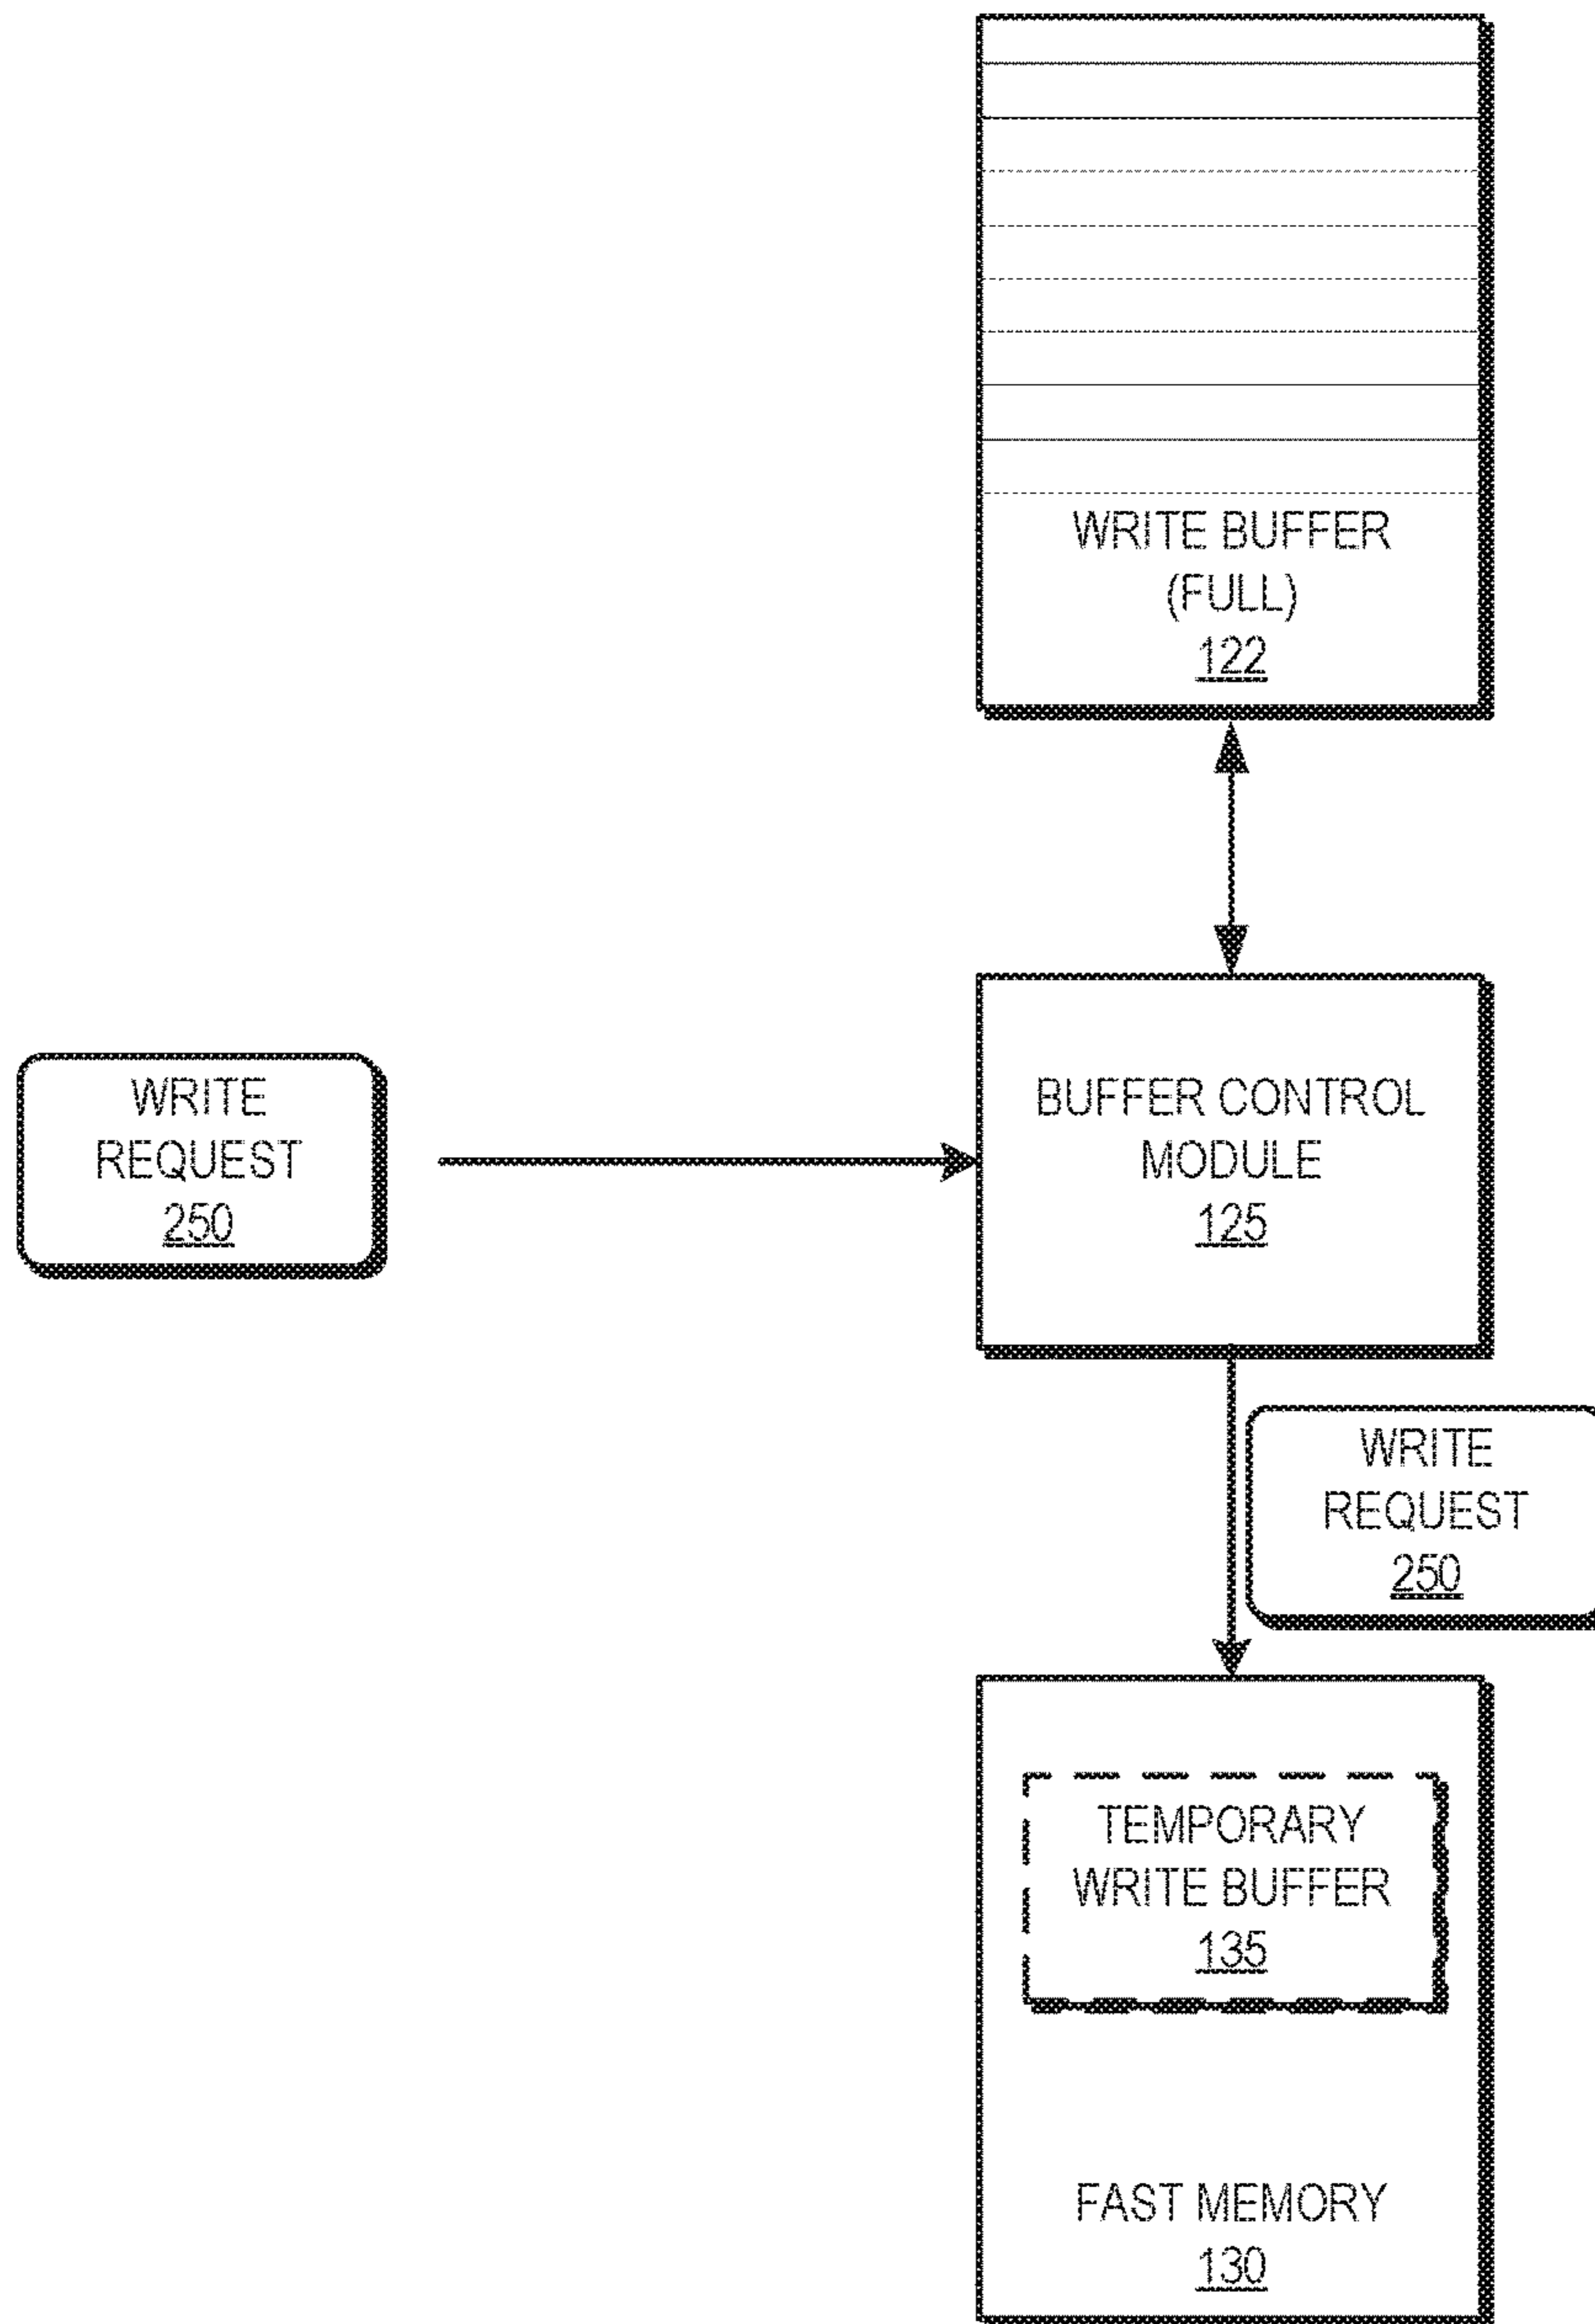 WRITE BUFFER
(FULL)
122
WRITE
REQUEST
250
BUFFER CONTROL
MODULE
125
WRITE
REQUEST
250
TEMPORARY
WRITE BUFFER
135
FAST MEMORY
130